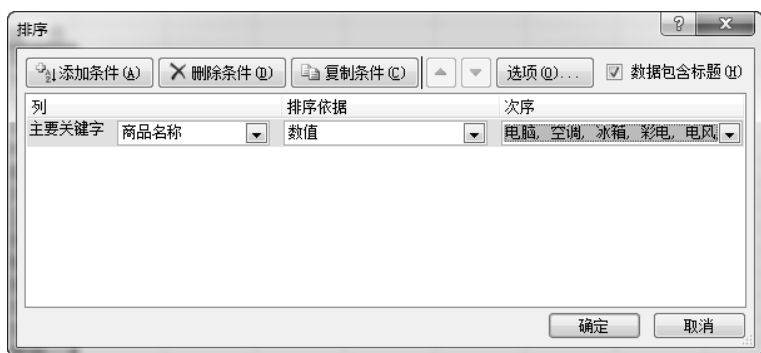 排序
添加条件(A) 删除条件(D) 复制条件(C) 选项(O)... 数据包含标题(H)
列 排序依据 次序
主要关键字 商品名称 数值 电脑, 空调, 冰箱, 彩电, 电风
确定 取消